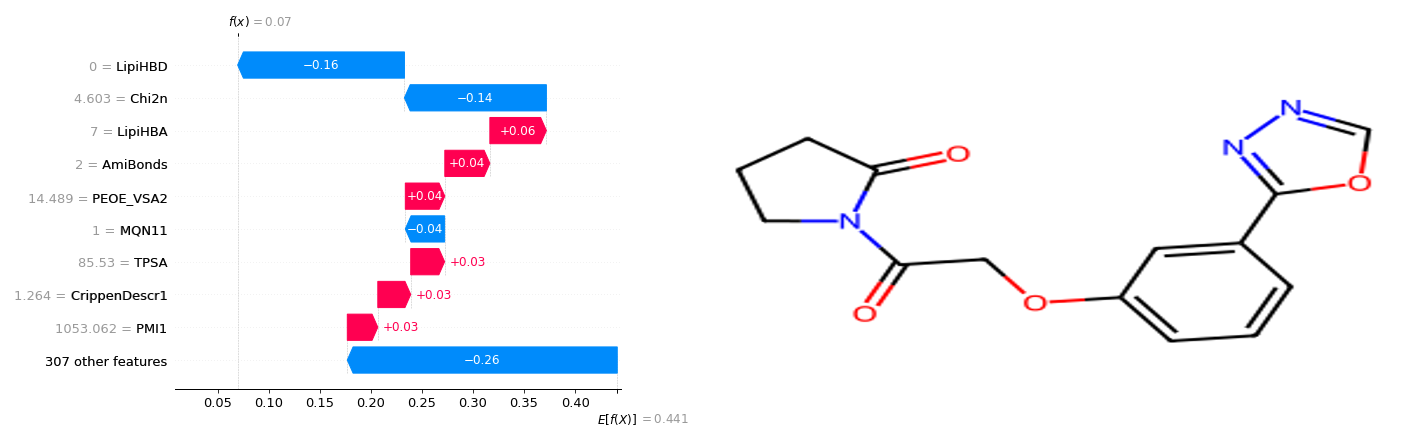 f(x) = 0.07
0 = LipiHBD
−0.16
4.603 = Chi2n
−0.14
7 = LipiHBA
+0.06
2 = AmiBonds
+0.04
14.489 = PEOE_VSA2
+0.04
1 = MQN11
−0.04
85.53 = TPSA
+0.03
1.264 = CrippenDescr1
+0.03
1053.062 = PMI1
+0.03
307 other features
−0.26
0.05 0.10 0.15 0.20 0.25 0.30 0.35 0.40
E[f(X)] = 0.441
N
N
O
O
N
O
O